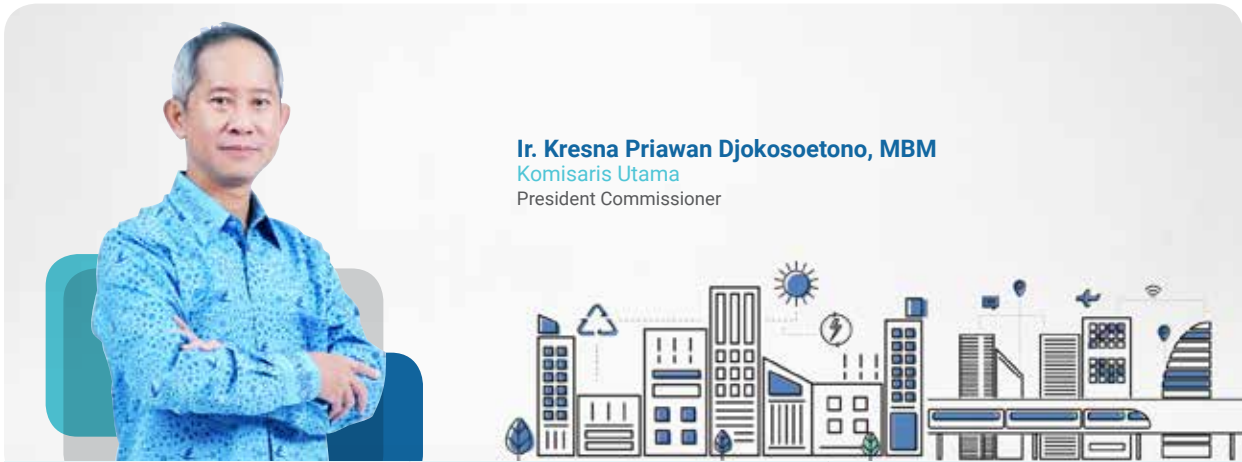 Ir. Kresna Priawan Djokosoetono, MBM
Komisaris Utama
President Commissioner